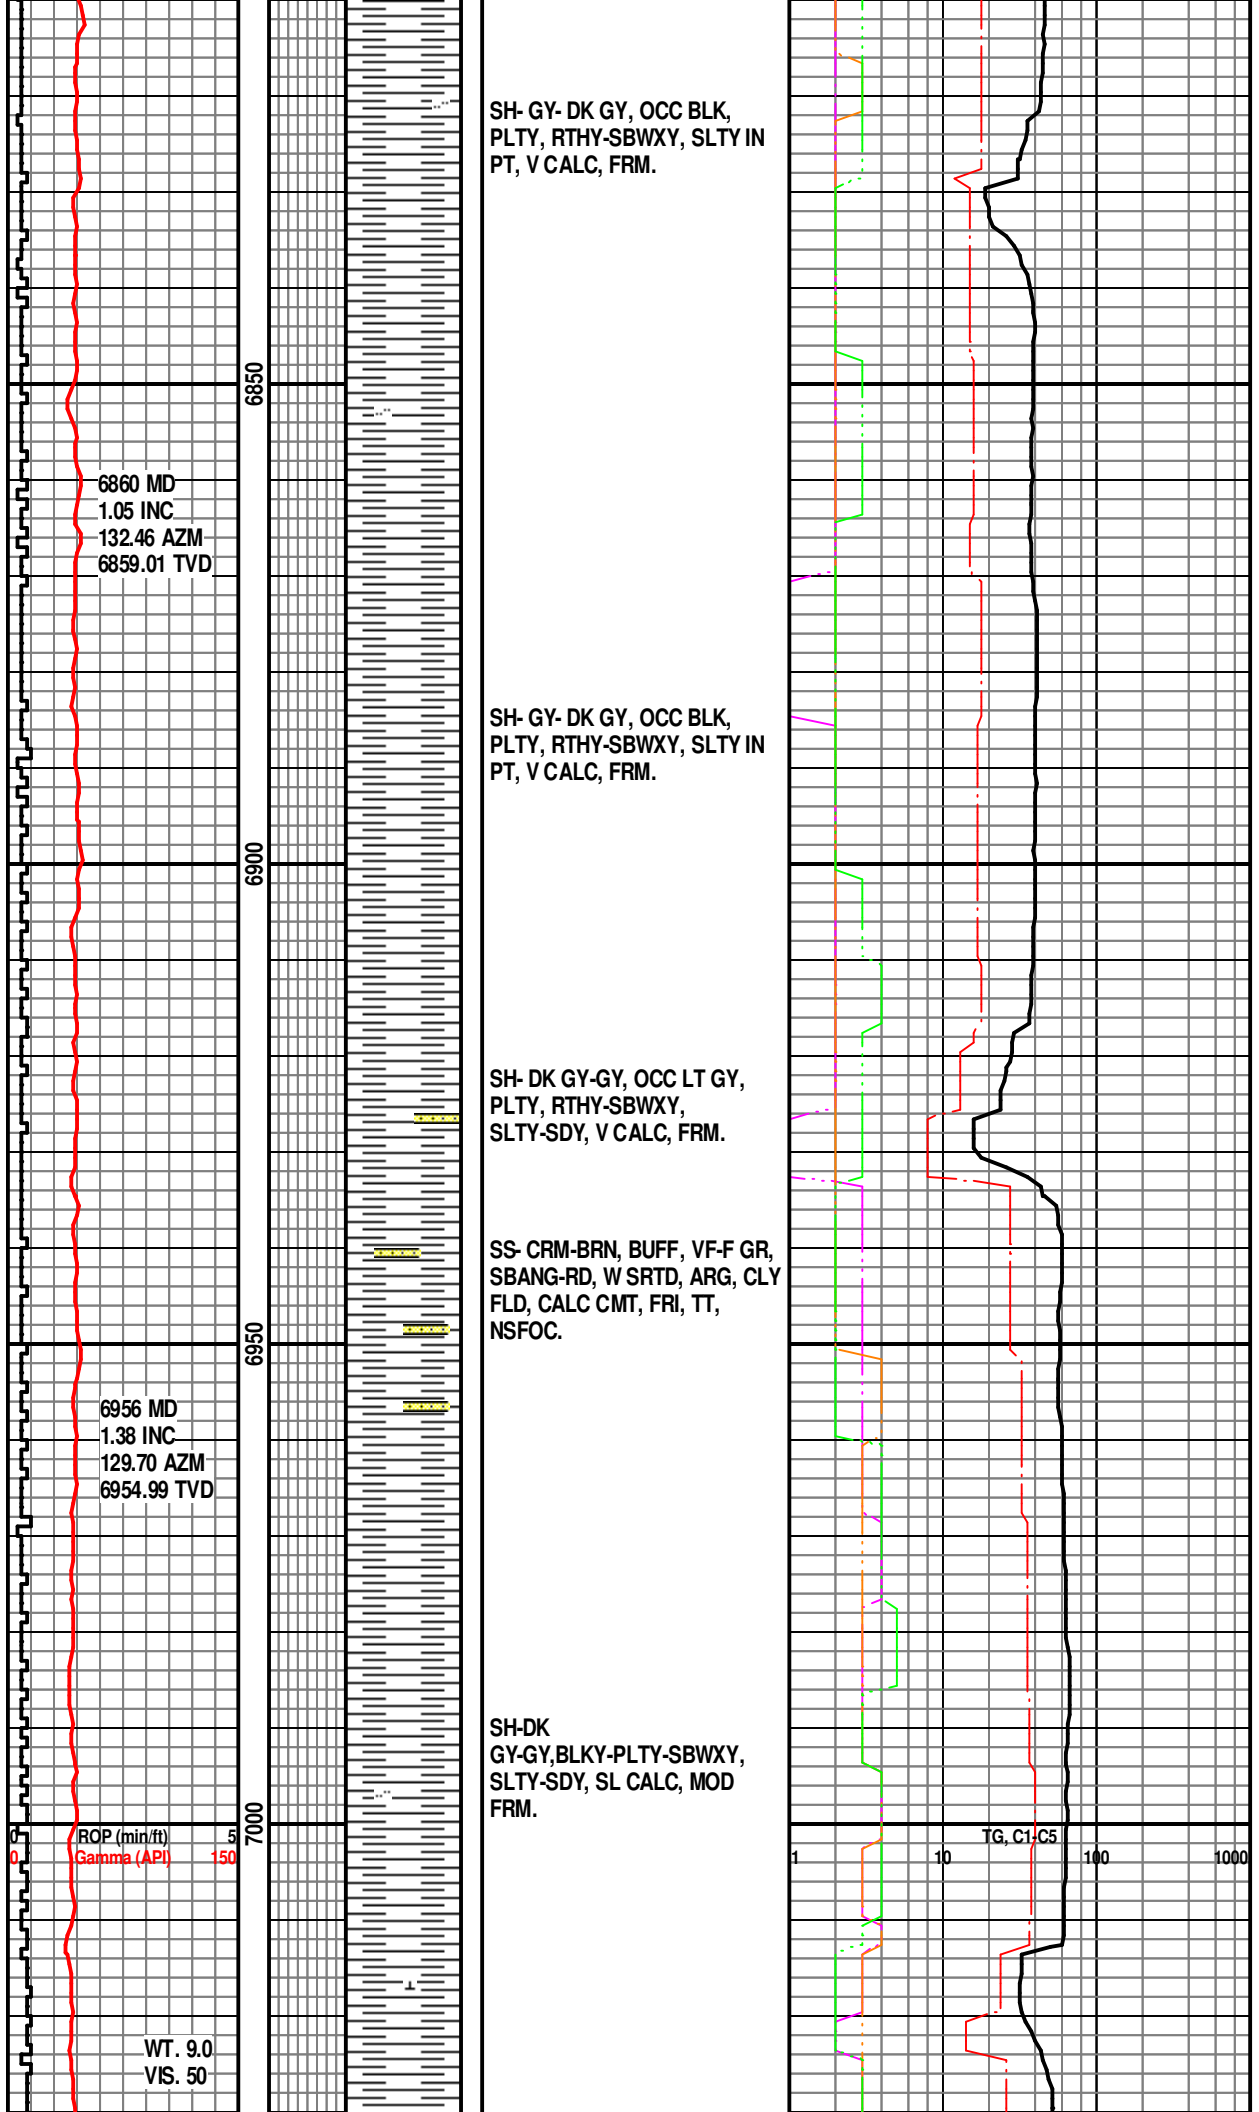 SH- GY- DK GY, OCC BLK,
PLTY, RTHY-SBWXY, SLTY IN
PT, V CALC, FRM.
6850
6860 MD
1.05 INC
132.46 AZM
6859.01 TVD
SH- GY- DK GY, OCC BLK,
PLTY, RTHY-SBWXY, SLTY IN
PT, V CALC, FRM.
6900
SH- DK GY-GY, OCC LT GY,
PLTY, RTHY-SBWXY,
SLTY-SDY, V CALC, FRM.
SS- CRM-BRN, BUFF, VF-F GR,
SBANG-RD, W SRTD, ARG, CLY
FLD, CALC CMT, FRI, TT,
NSFOC.
6950
6956 MD
1.38 INC
129.70 AZM
6954.99 TVD
SH-DK
GY-GY,BLKY-PLTY-SBWXY,
SLTY-SDY, SL CALC, MOD
FRM.
7000
0 ROP (min/ft) 5
0 Gamma (API) 150
TG, C1-C5
1 10 100 1000
WT. 9.0
VIS. 50